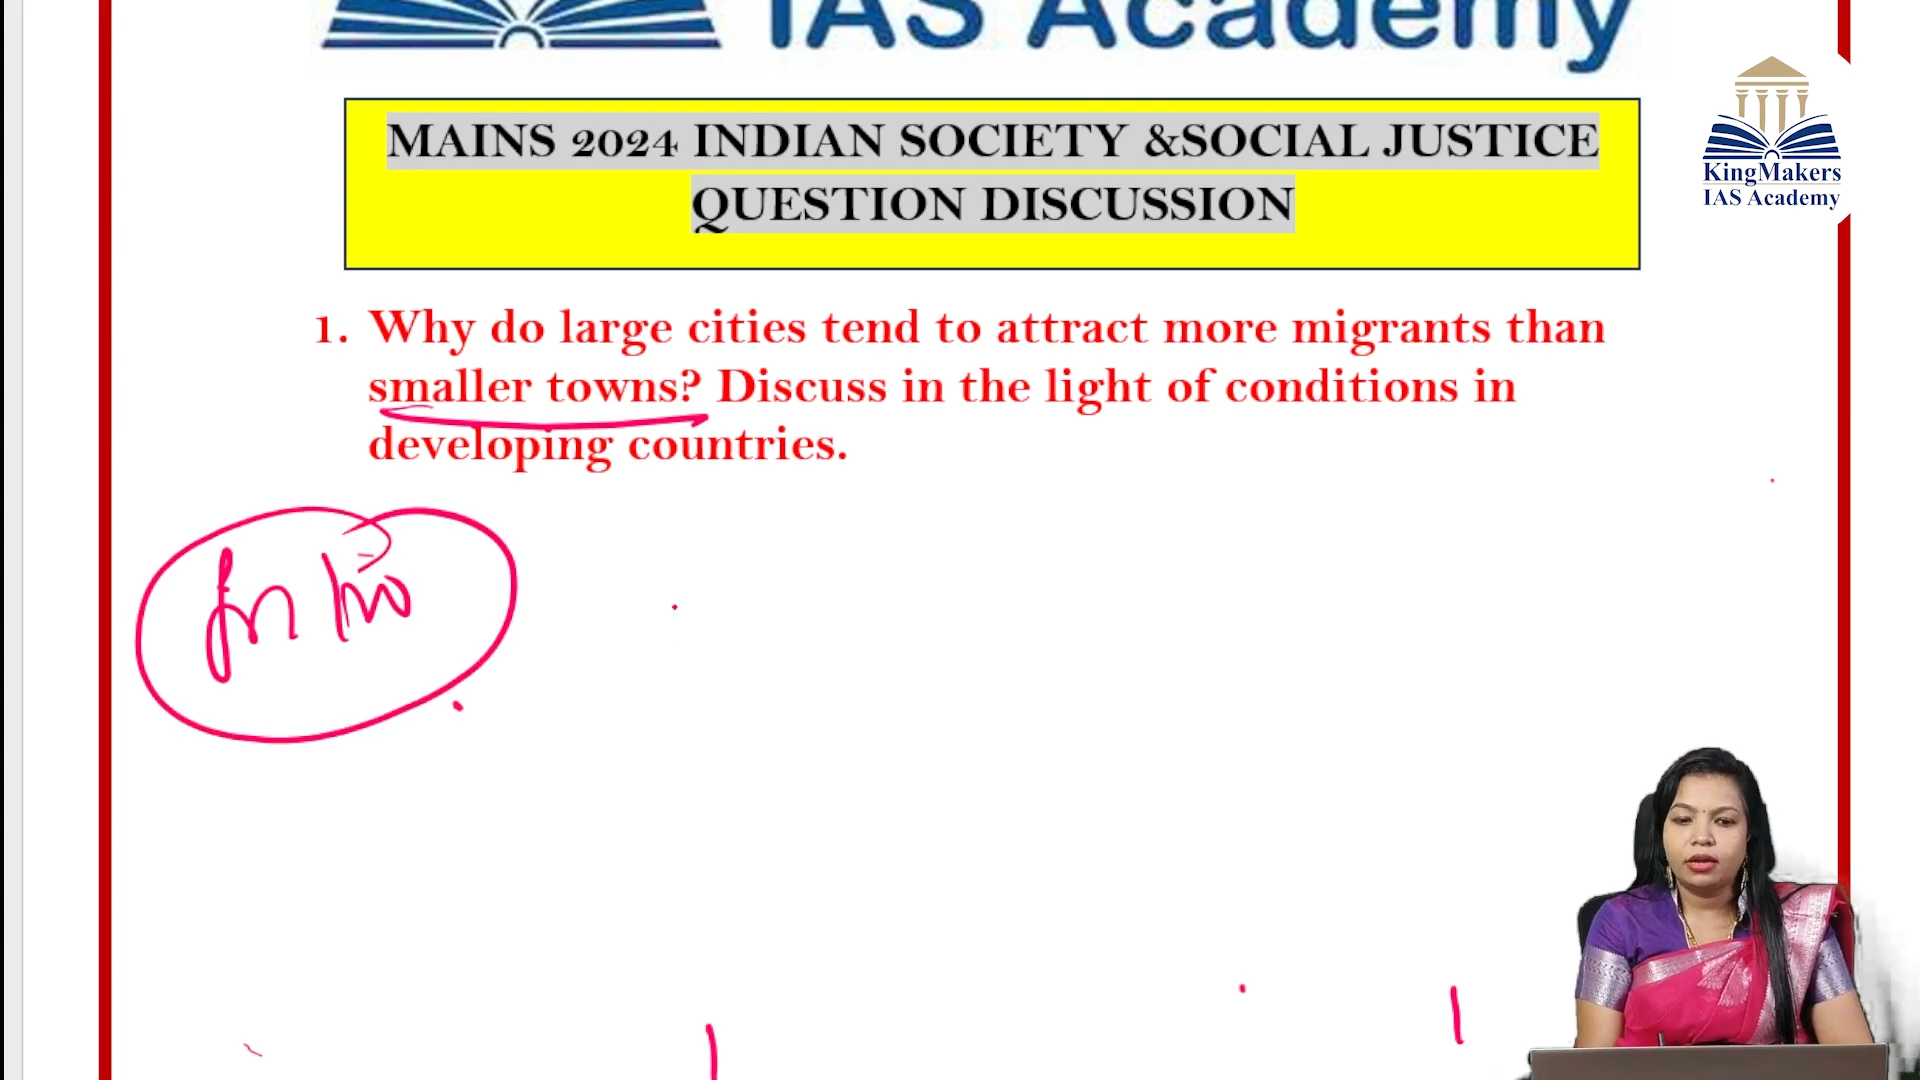 IAS Academy
KingMakers
IAS Academy
MAINS 2024 INDIAN SOCIETY &SOCIAL JUSTICE
QUESTION DISCUSSION
1. Why do large cities tend to attract more migrants than
smaller towns? Discuss in the light of conditions in
developing countries.